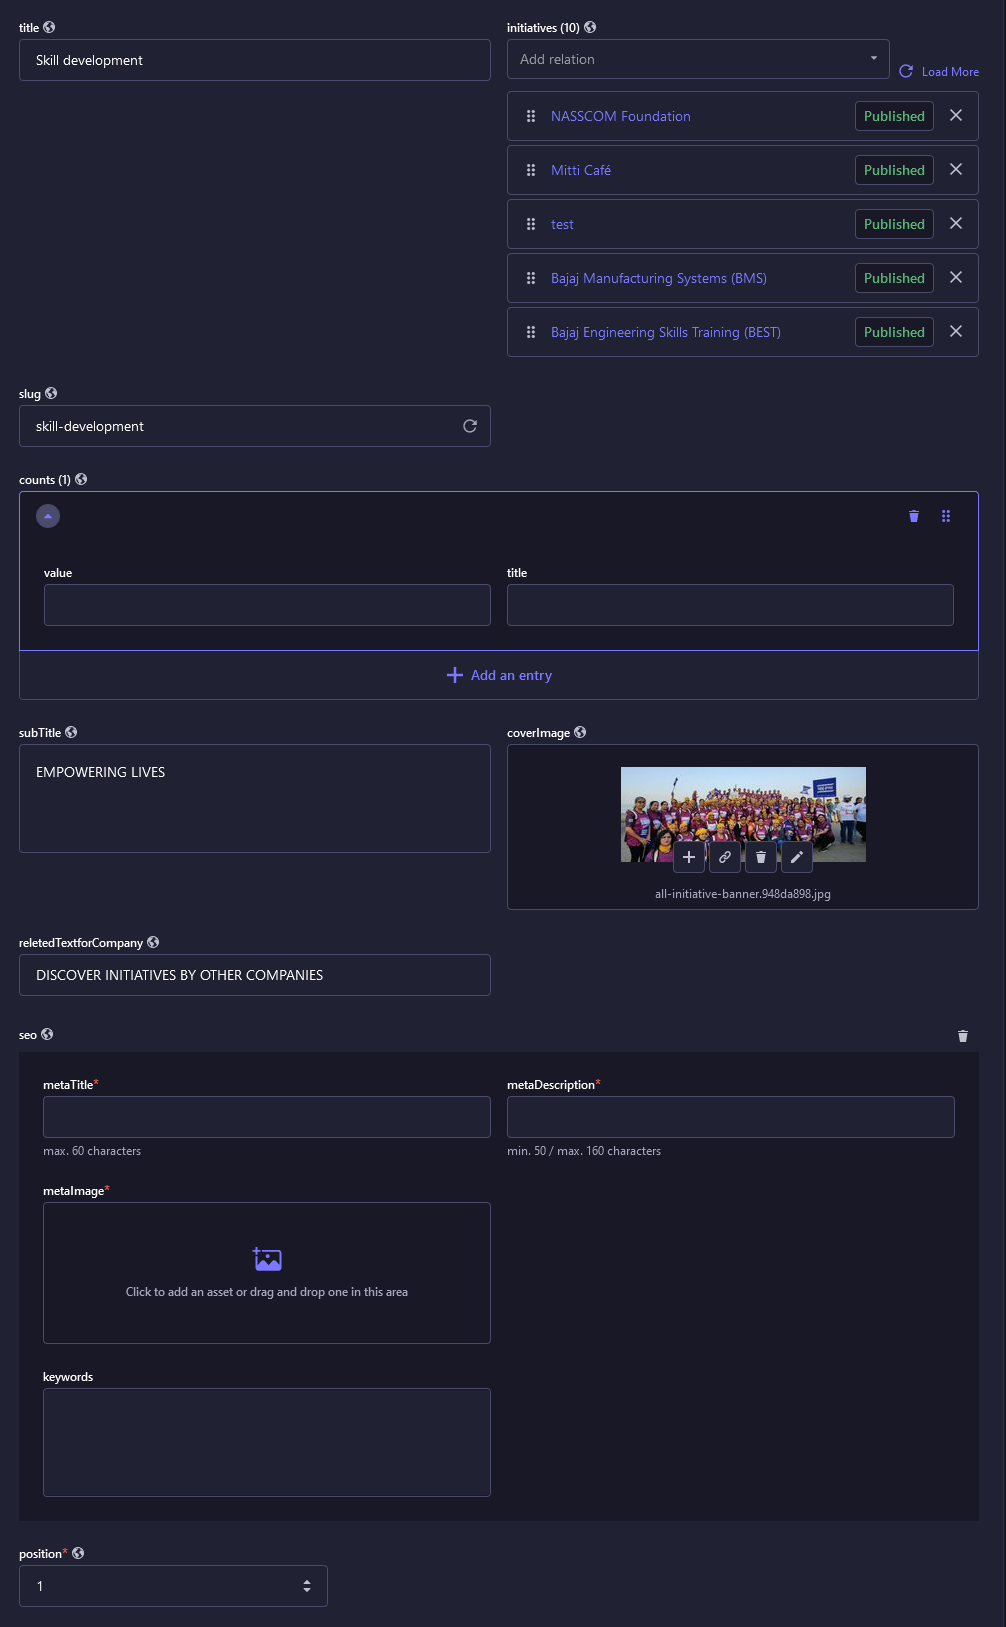 title
Skill development
initiatives (10)
Add relation
Load More
NASSCOM Foundation Published
Mitti Café Published
test Published
Bajaj Manufacturing Systems (BMS) Published
Bajaj Engineering Skills Training (BEST) Published
slug
skill-development
counts (1)
value title
Add an entry
subTitle
EMPOWERING LIVES
coverImage
all-initiative-banner.948da898.jpg
reletedTextforCompany
DISCOVER INITIATIVES BY OTHER COMPANIES
seo
metaTitle* metaDescription*
max. 60 characters min. 50 / max. 160 characters
metaImage*
Click to add an asset or drag and drop one in this area
keywords
position*
1